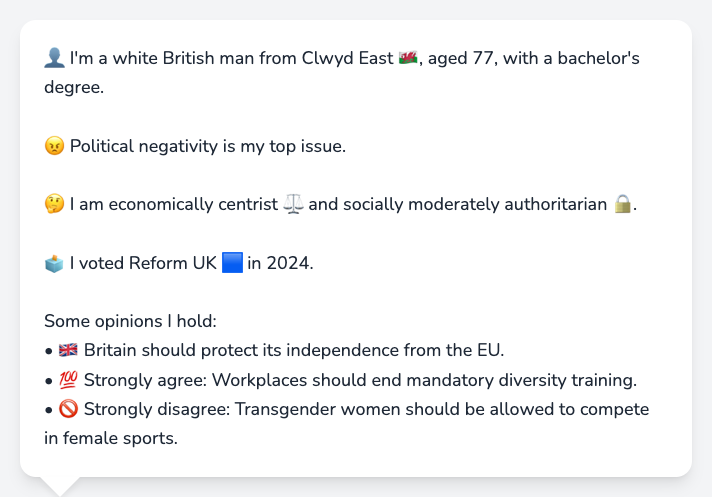 👤 I'm a white British man from Clwyd East 🏴󠁧󠁢󠁷󠁬󠁳󠁿, aged 77, with a bachelor's
degree.
😠 Political negativity is my top issue.
🤔 I am economically centrist ⚖️ and socially moderately authoritarian 🔒.
🗳️ I voted Reform UK 🟦 in 2024.
Some opinions I hold:
• 🇬🇧 Britain should protect its independence from the EU.
• 💯 Strongly agree: Workplaces should end mandatory diversity training.
• 🚫 Strongly disagree: Transgender women should be allowed to compete
in female sports.